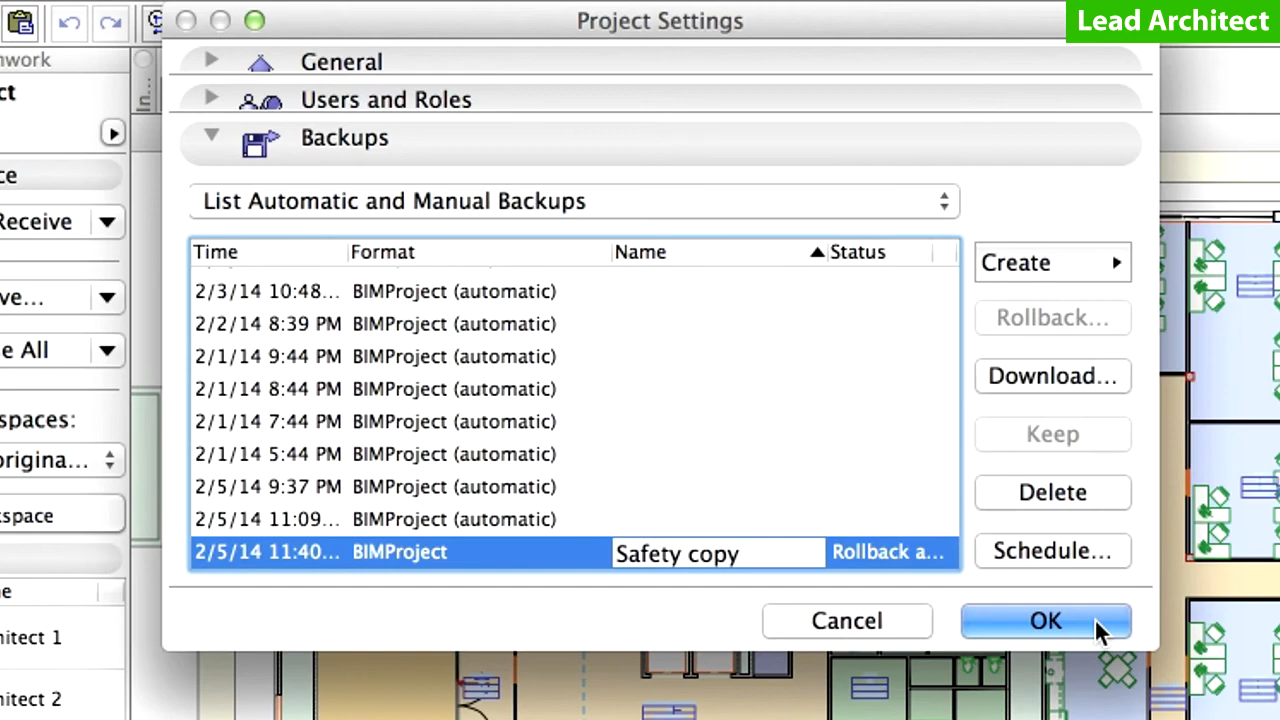 Project Settings
Lead Architect
General
Users and Roles
Backups
List Automatic and Manual Backups
Time Format Name Status
2/3/14 10:48... BIMProject (automatic)
2/2/14 8:39 PM BIMProject (automatic)
2/1/14 9:44 PM BIMProject (automatic)
2/1/14 8:44 PM BIMProject (automatic)
2/1/14 7:44 PM BIMProject (automatic)
2/1/14 5:44 PM BIMProject (automatic)
2/5/14 9:37 PM BIMProject (automatic)
2/5/14 11:09... BIMProject (automatic)
2/5/14 11:40... BIMProject Safety copy Rollback a...
Create
Rollback...
Download...
Keep
Delete
Schedule...
Cancel OK
nwork
ct
ce
Receive
ve...
e All
spaces:
origina...
kspace
e
hitect 1
hitect 2